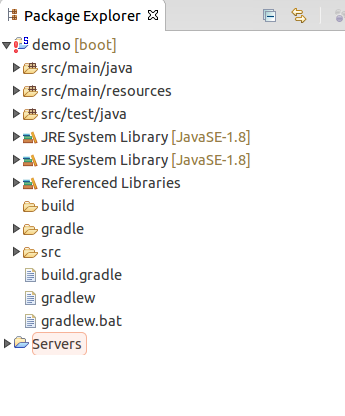 Package Explorer
demo [boot]
src/main/java
src/main/resources
src/test/java
JRE System Library [JavaSE-1.8]
JRE System Library [JavaSE-1.8]
Referenced Libraries
build
gradle
src
build.gradle
gradlew
gradlew.bat
Servers